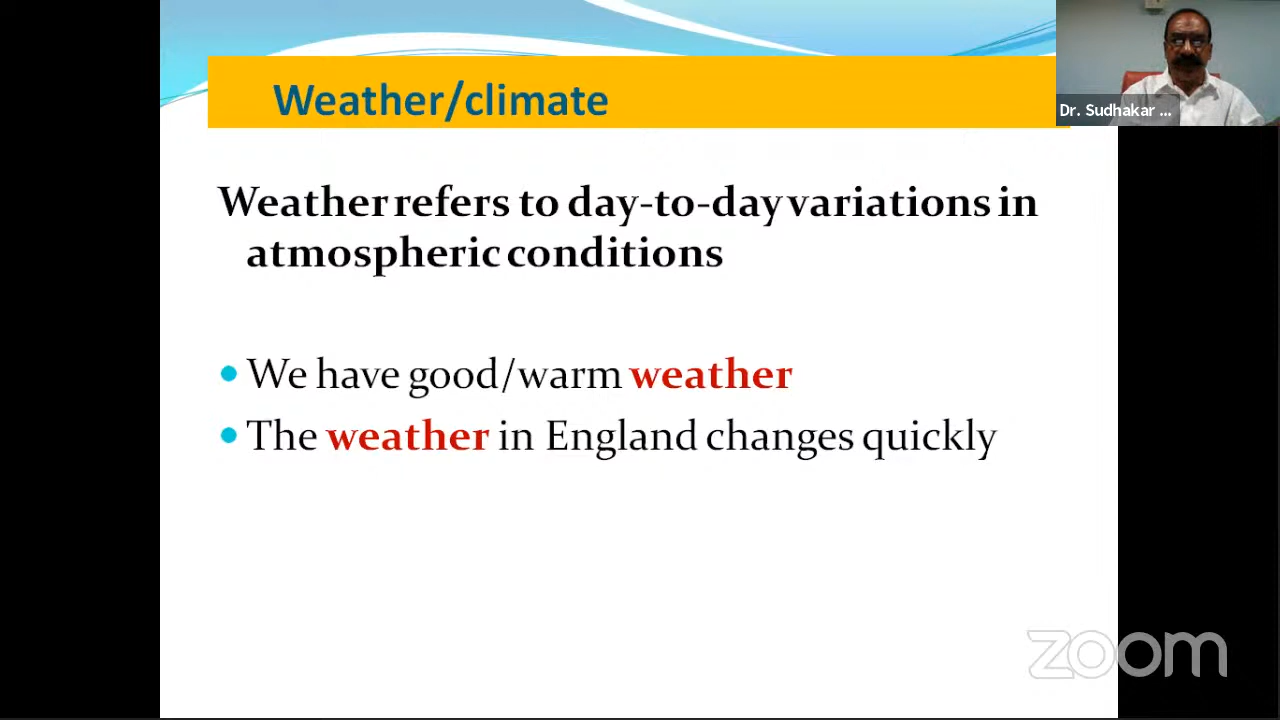 Weather/climate
Dr. Sudhakar ...
Weather refers to day-to-day variations in
atmospheric conditions
We have good/warm weather
The weather in England changes quickly
zoom